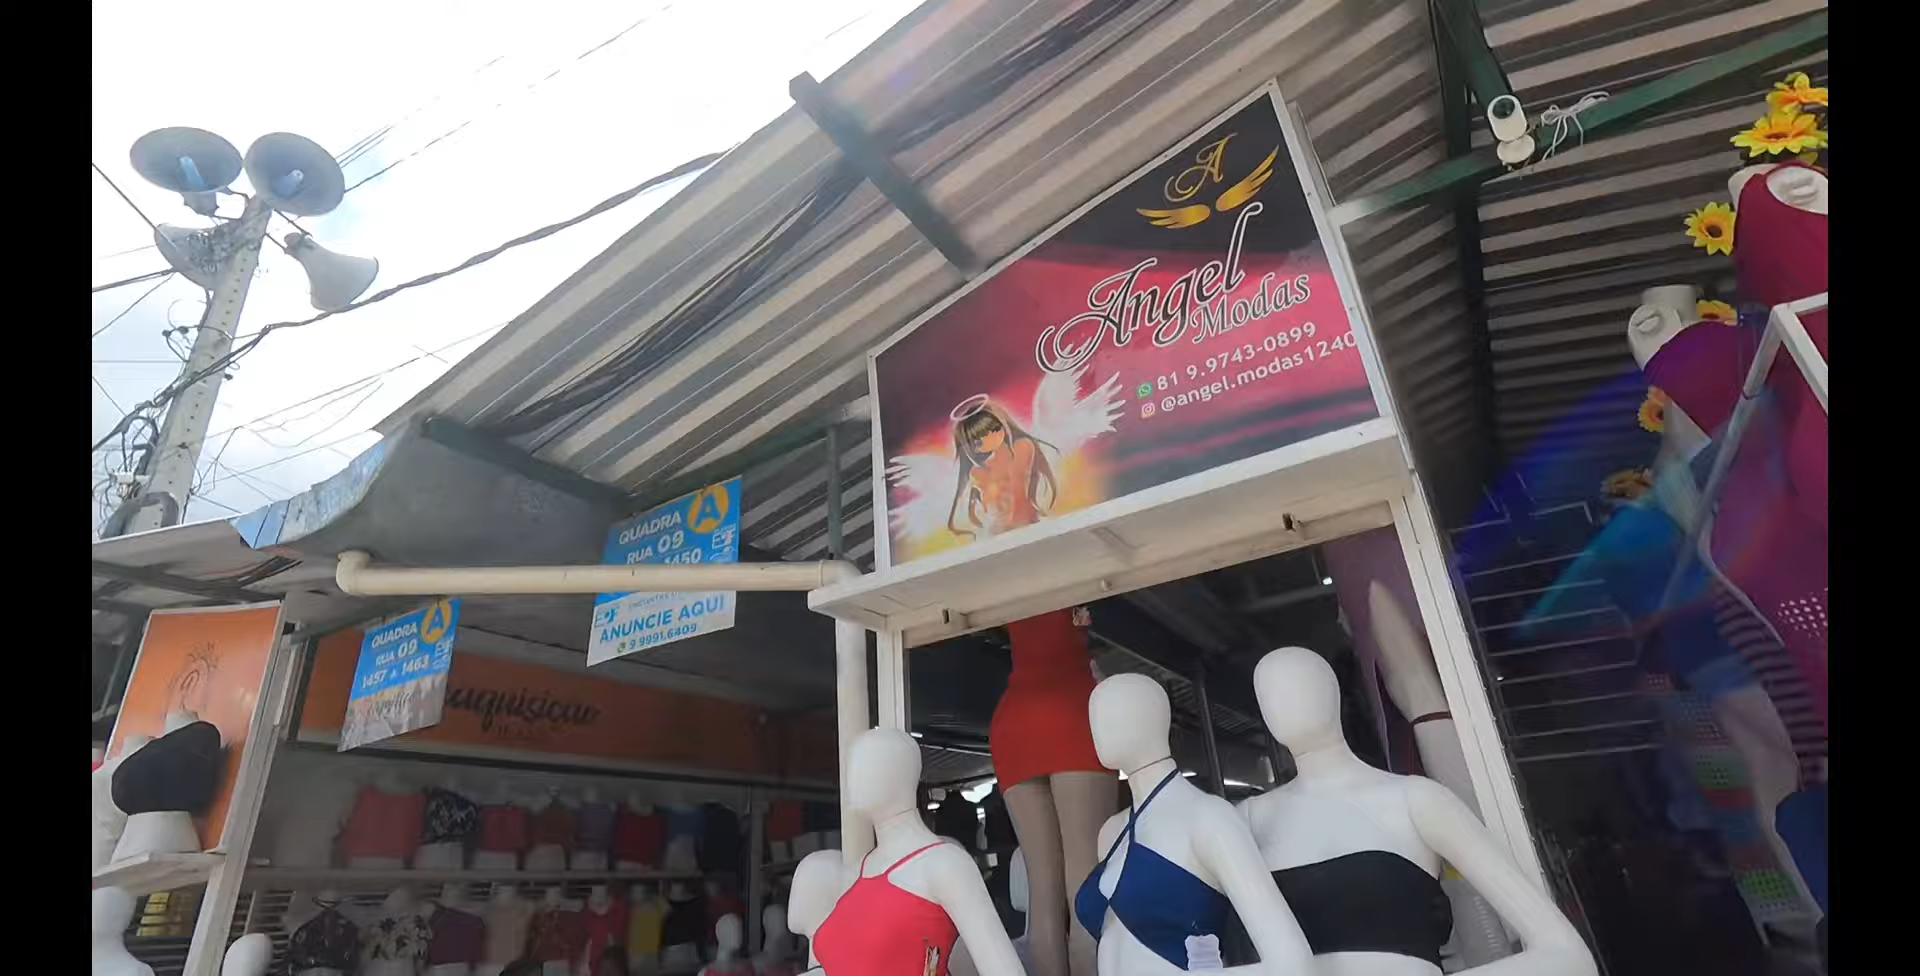 A
Angel
Modas
81 9.9743-0899
@angel.modas1240
QUADRA A
RUA 09
1450
ANUNCIE AQUI
9 9991.6409
QUADRA A
RUA 09
1457 A 1463